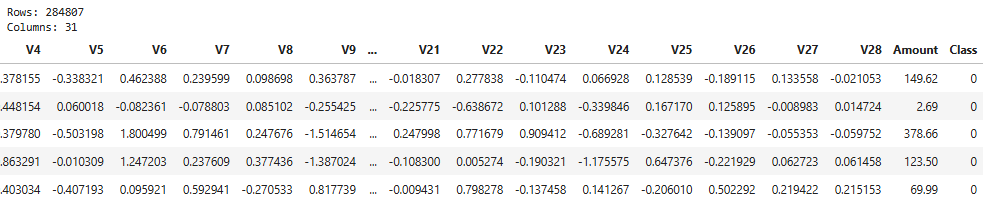 Rows: 284807
Columns: 31
V4 V5 V6 V7 V8 V9 ... V21 V22 V23 V24 V25 V26 V27 V28 Amount Class
.378155 -0.338321 0.462388 0.239599 0.098698 0.363787 ... -0.018307 0.277838 -0.110474 0.066928 0.128539 -0.189115 0.133558 -0.021053 149.62 0
.448154 0.060018 -0.082361 -0.078803 0.085102 -0.255425 ... -0.225775 -0.638672 0.101288 -0.339846 0.167170 0.125895 -0.008983 0.014724 2.69 0
.379780 -0.503198 1.800499 0.791461 0.247676 -1.514654 ... 0.247998 0.771679 0.909412 -0.689281 -0.327642 -0.139097 -0.055353 -0.059752 378.66 0
.863291 -0.010309 1.247203 0.237609 0.377436 -1.387024 ... -0.108300 0.005274 -0.190321 -1.175575 0.647376 -0.221929 0.062723 0.061458 123.50 0
.403034 -0.407193 0.095921 0.592941 -0.270533 0.817739 ... -0.009431 0.798278 -0.137458 0.141267 -0.206010 0.502292 0.219422 0.215153 69.99 0